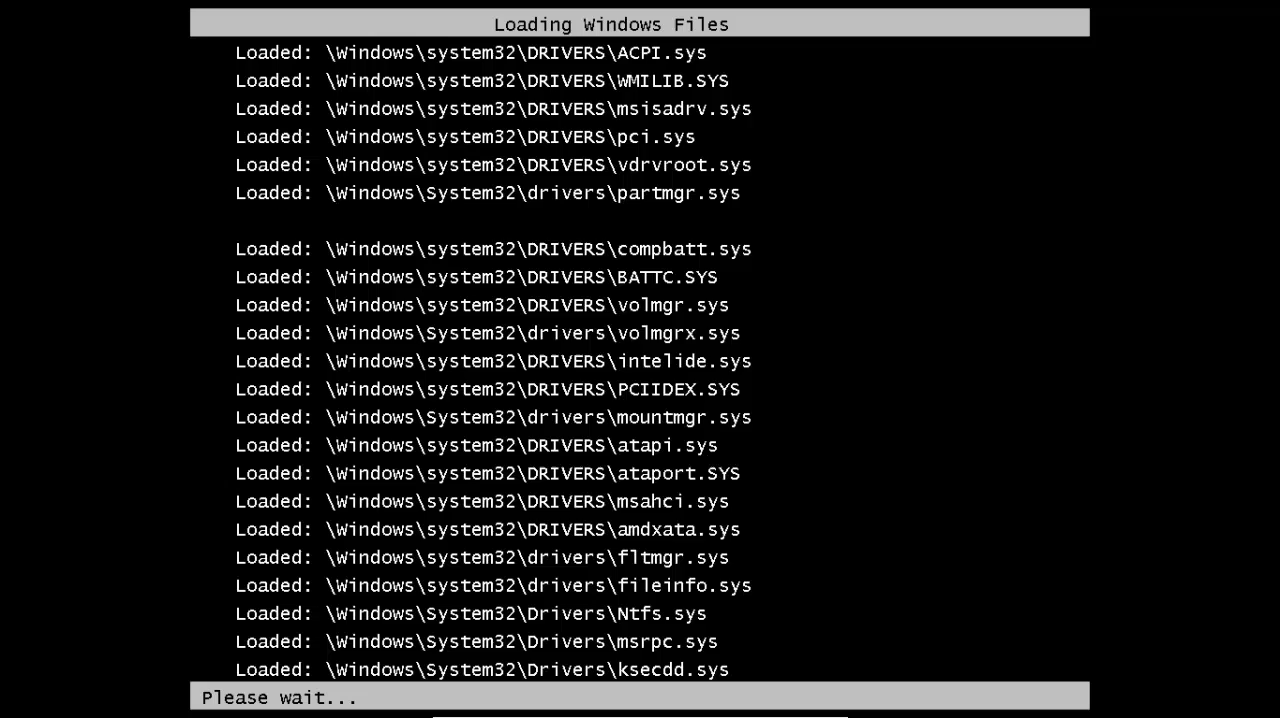 Loading Windows Files
Loaded: \Windows\system32\DRIVERS\ACPI.sys
Loaded: \Windows\system32\DRIVERS\WMILIB.SYS
Loaded: \Windows\system32\DRIVERS\msisadrv.sys
Loaded: \Windows\system32\DRIVERS\pci.sys
Loaded: \Windows\system32\DRIVERS\vdrvroot.sys
Loaded: \Windows\System32\drivers\partmgr.sys
Loaded: \Windows\system32\DRIVERS\compbatt.sys
Loaded: \Windows\system32\DRIVERS\BATTC.SYS
Loaded: \Windows\system32\DRIVERS\volmgr.sys
Loaded: \Windows\System32\drivers\volmgrx.sys
Loaded: \Windows\system32\DRIVERS\intelide.sys
Loaded: \Windows\system32\DRIVERS\PCIIDEX.SYS
Loaded: \Windows\System32\drivers\mountmgr.sys
Loaded: \Windows\system32\DRIVERS\atapi.sys
Loaded: \Windows\system32\DRIVERS\ataport.SYS
Loaded: \Windows\system32\DRIVERS\msahci.sys
Loaded: \Windows\system32\DRIVERS\amdxata.sys
Loaded: \Windows\system32\drivers\fltmgr.sys
Loaded: \Windows\system32\drivers\fileinfo.sys
Loaded: \Windows\System32\Drivers\Ntfs.sys
Loaded: \Windows\System32\Drivers\msrpc.sys
Loaded: \Windows\System32\Drivers\ksecdd.sys
Please wait...